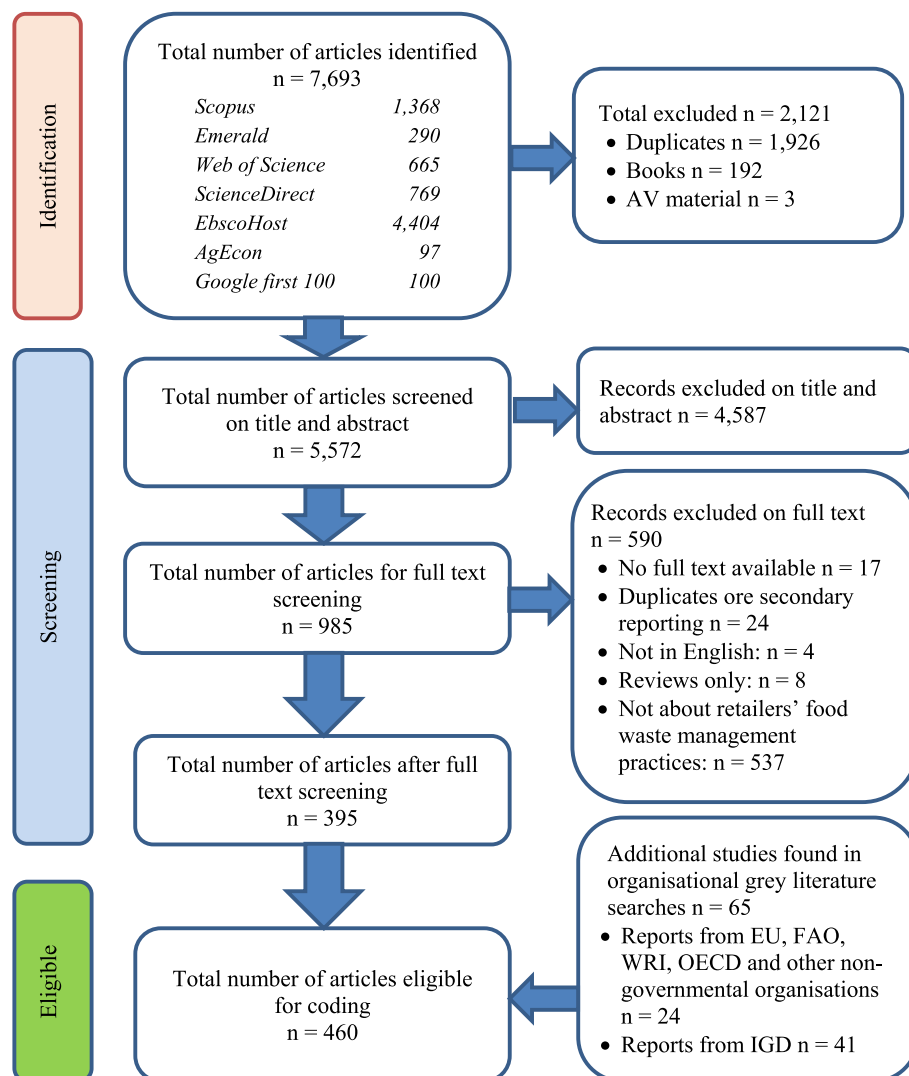 Identification
Total number of articles identified
n = 7,693
Scopus 1,368
Emerald 290
Web of Science 665
ScienceDirect 769
EbscoHost 4,404
AgEcon 97
Google first 100 100
Total excluded n = 2,121
• Duplicates n = 1,926
• Books n = 192
• AV material n = 3
Screening
Total number of articles screened
on title and abstract
n = 5,572
Records excluded on title and
abstract n = 4,587
Total number of articles for full text
screening
n = 985
Records excluded on full text
n = 590
• No full text available n = 17
• Duplicates ore secondary
reporting n = 24
• Not in English: n = 4
• Reviews only: n = 8
• Not about retailers’ food
waste management
practices: n = 537
Total number of articles after full
text screening
n = 395
Eligible
Additional studies found in
organisational grey literature
searches n = 65
• Reports from EU, FAO,
WRI, OECD and other non-
governmental organisations
n = 24
• Reports from IGD n = 41
Total number of articles eligible
for coding
n = 460